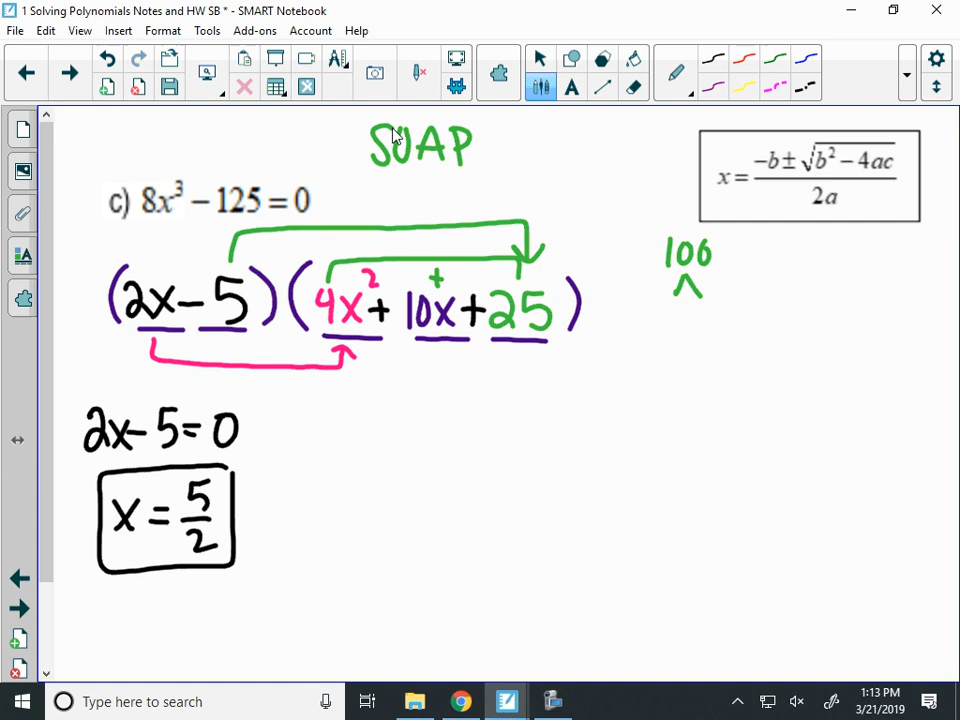 1 Solving Polynomials Notes and HW SB * - SMART Notebook
File Edit View Insert Format Tools Add-ons Account Help
SOAP
c) 8x³ − 125 = 0
x = (-b ± √(b² − 4ac)) / 2a
100
(2x − 5)(4x² + 10x + 25)
+
2x − 5 = 0
x = 5/2
Type here to search
1:13 PM
3/21/2019